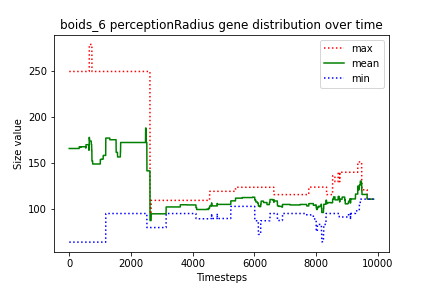 boids_6 perceptionRadius gene distribution over time
max
mean
min
Size value
250
200
150
100
0
2000
4000
6000
8000
10000
Timesteps